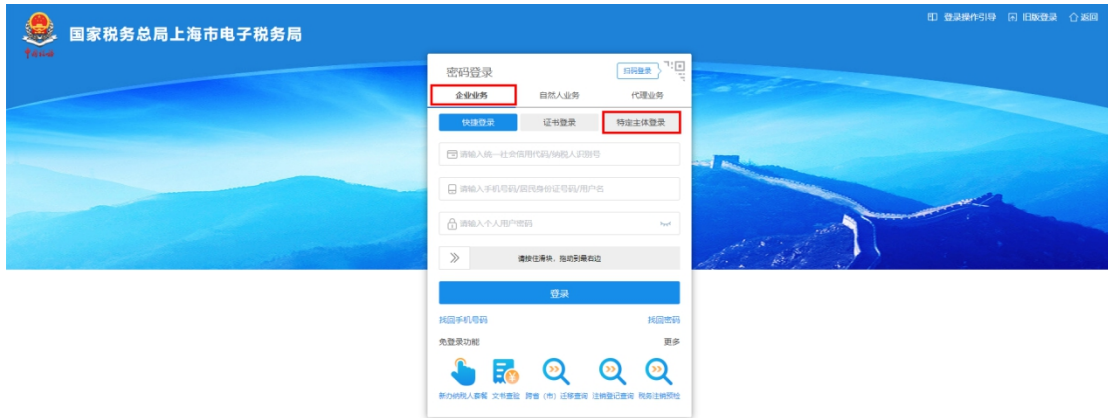 登录操作引导 旧版登录 返回
国家税务总局上海市电子税务局
中国税务
密码登录 扫码登录
企业业务 自然人业务 代理业务
快捷登录 证书登录 特定主体登录
请输入统一社会信用代码/纳税人识别号
请输入手机号码/居民身份证号码/用户名
请输入个人用户密码
请按住滑块，拖动到最右边
登录
找回手机号码 找回密码
免登录功能 更多
新办纳税人套餐 文书查验 跨省（市）迁移查询 注销登记查询 税务注销预检